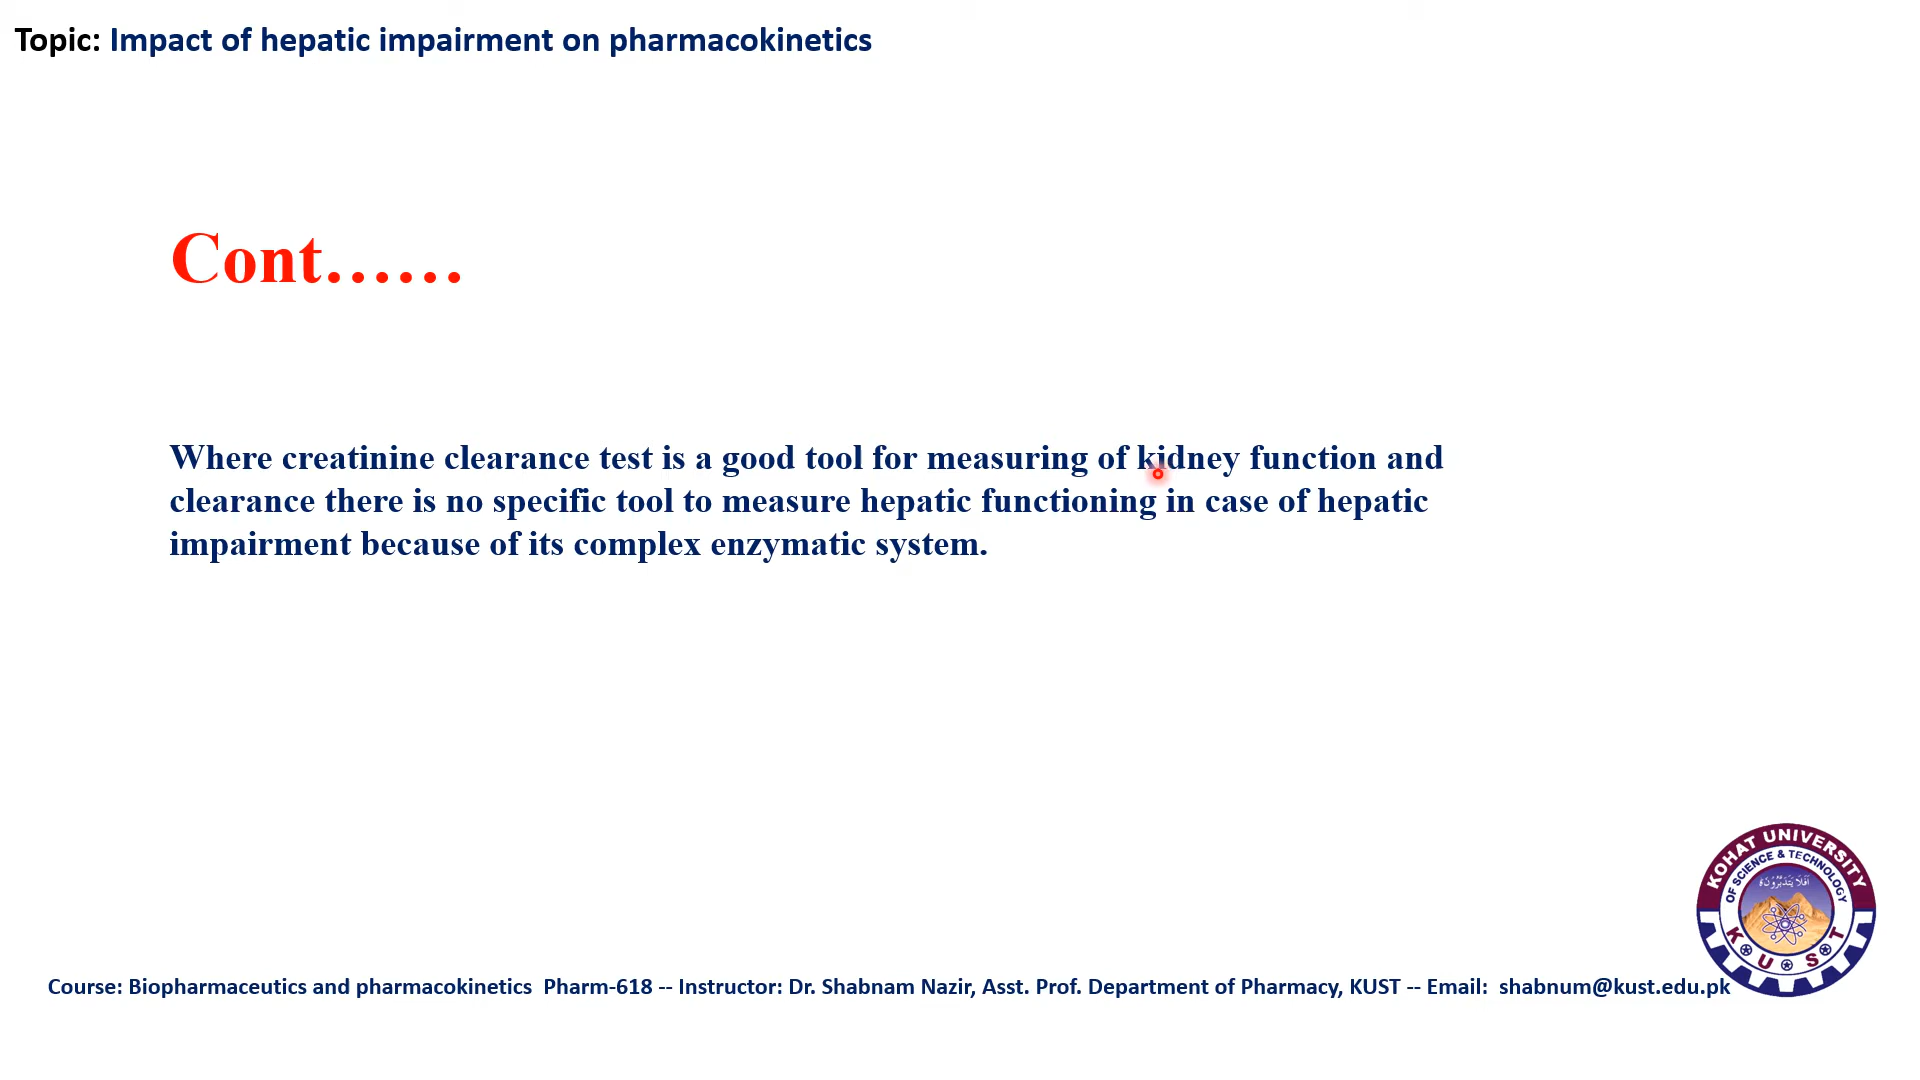 Topic: Impact of hepatic impairment on pharmacokinetics
Cont……
Where creatinine clearance test is a good tool for measuring of kidney function and
clearance there is no specific tool to measure hepatic functioning in case of hepatic
impairment because of its complex enzymatic system.
KOHAT UNIVERSITY
OF SCIENCE & TECHNOLOGY
K U S T
Course: Biopharmaceutics and pharmacokinetics Pharm-618 -- Instructor: Dr. Shabnam Nazir, Asst. Prof. Department of Pharmacy, KUST -- Email: shabnum@kust.edu.pk